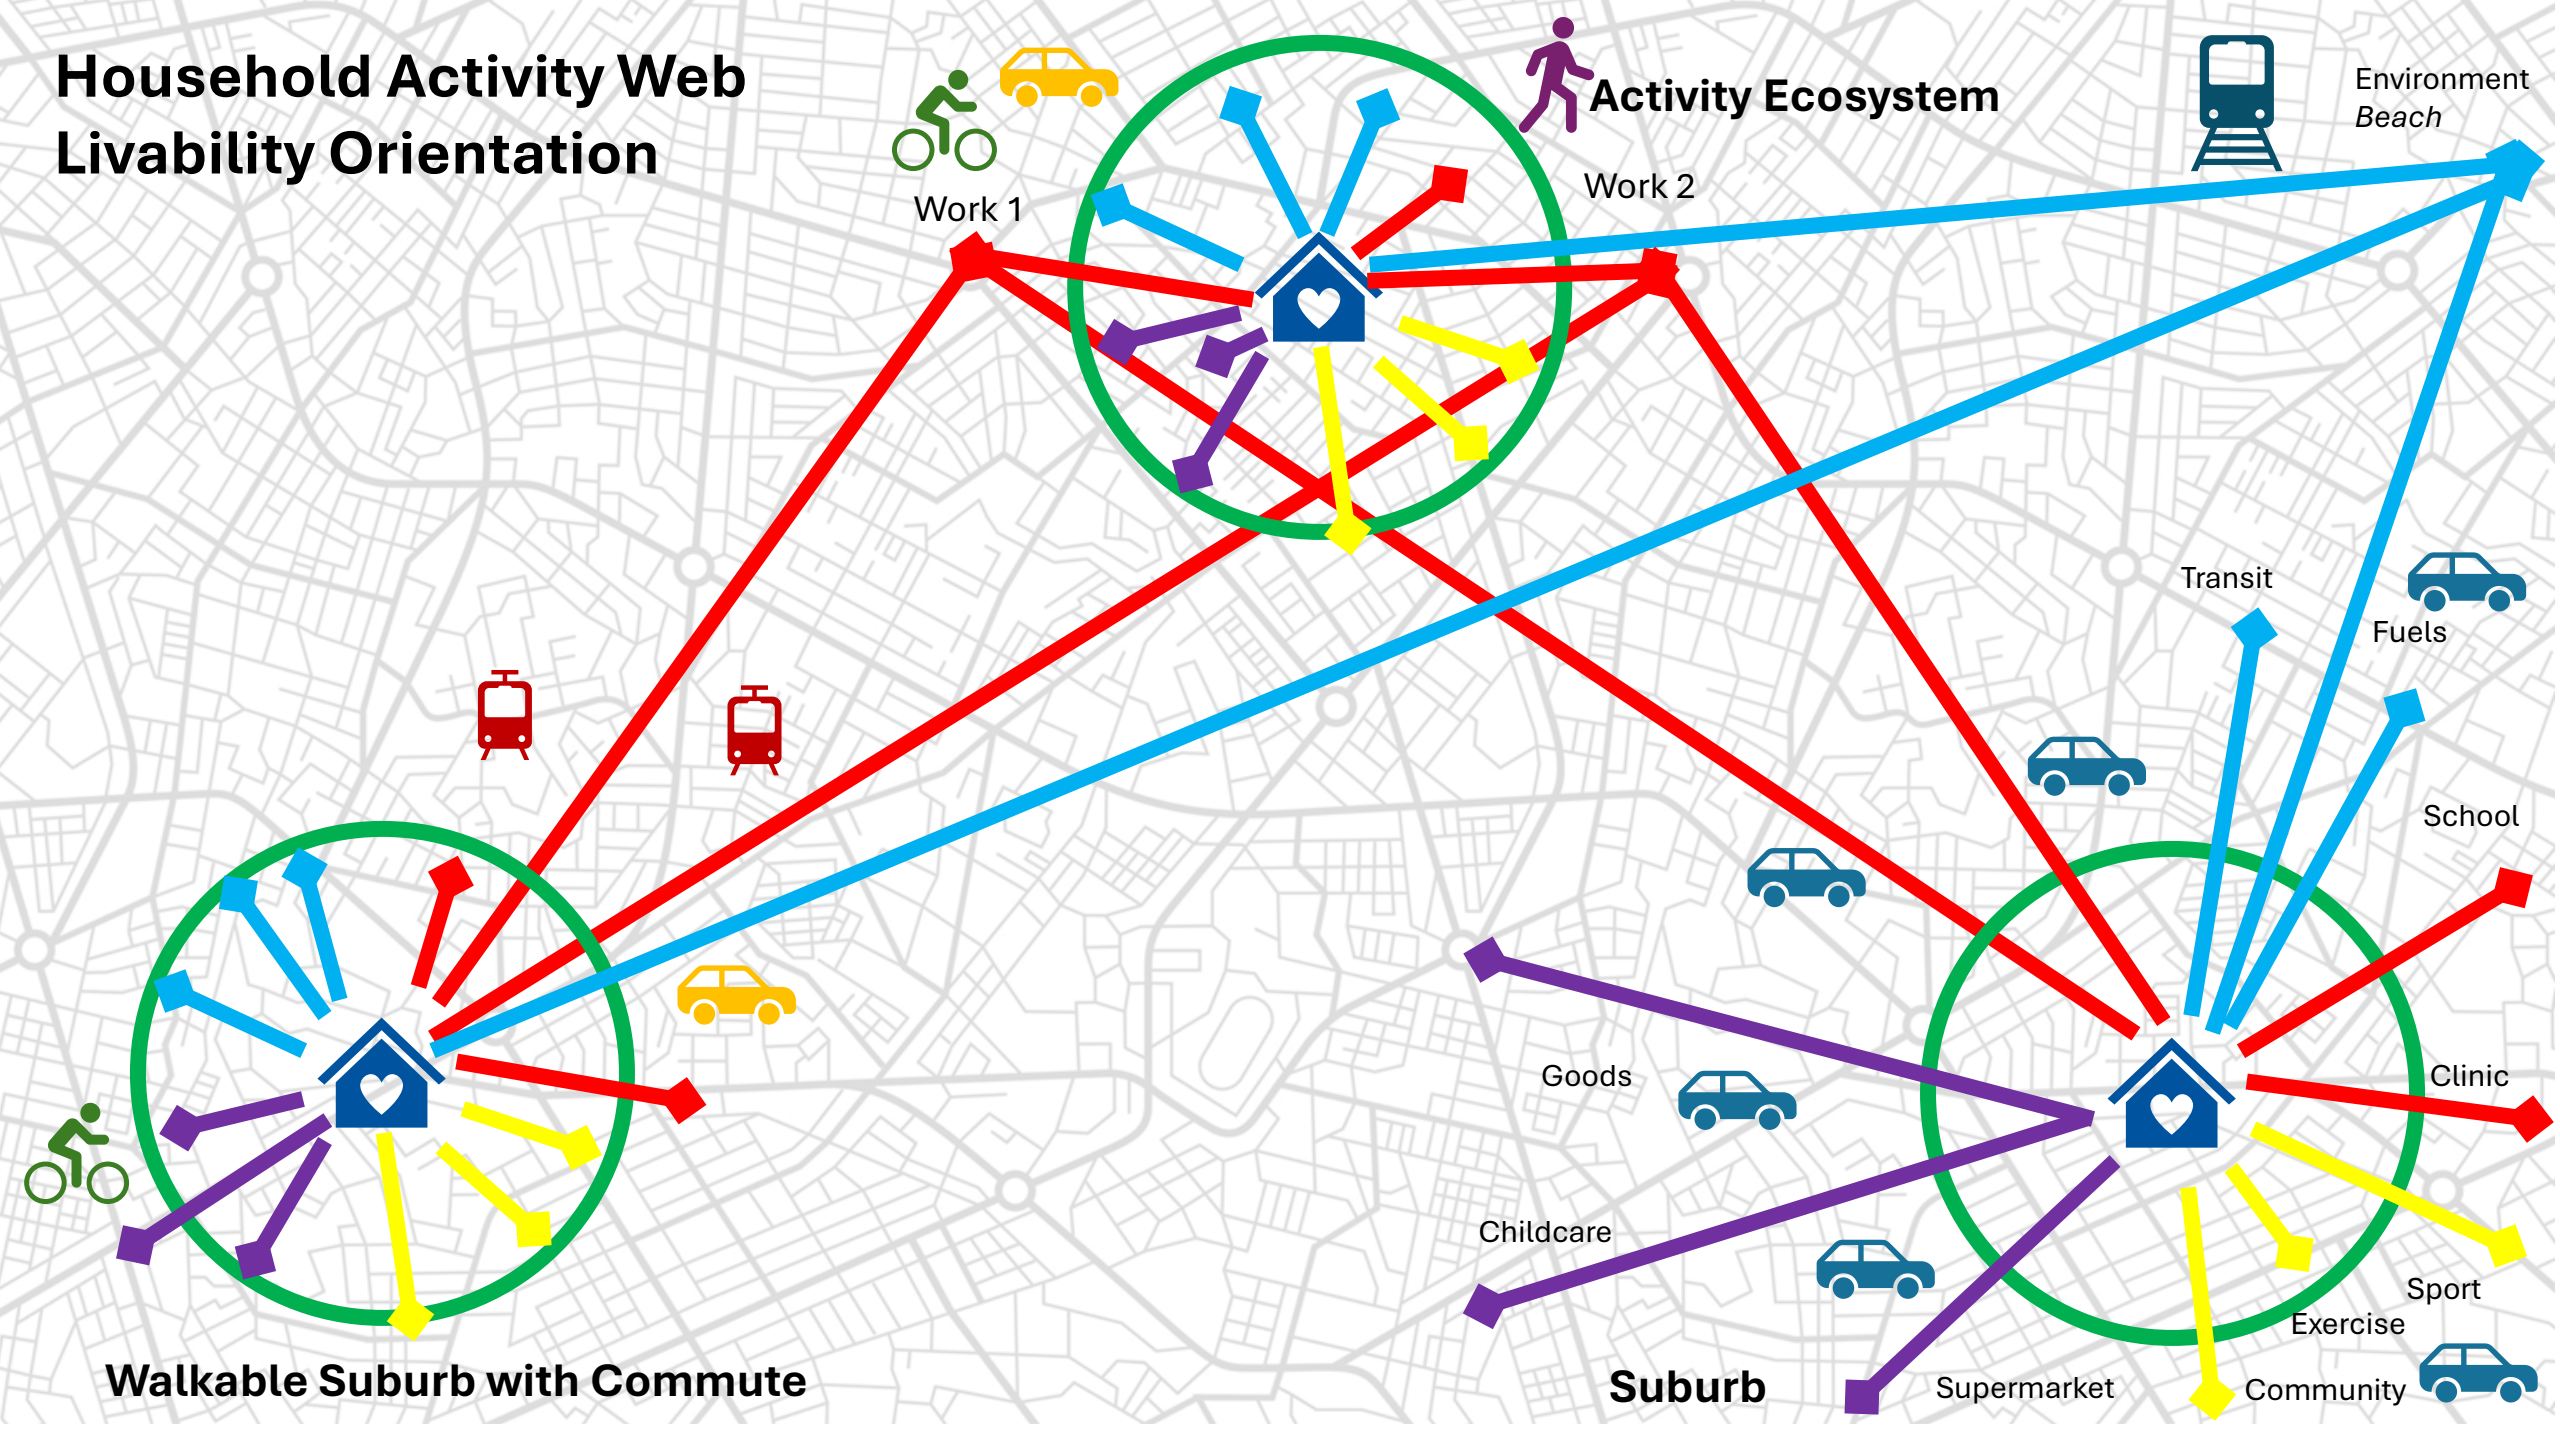 Household Activity Web
Livability Orientation
Activity Ecosystem
Environment
Beach
Work 1
Work 2
Transit
Fuels
School
Goods
Clinic
Childcare
Sport
Exercise
Walkable Suburb with Commute
Suburb
Supermarket
Community